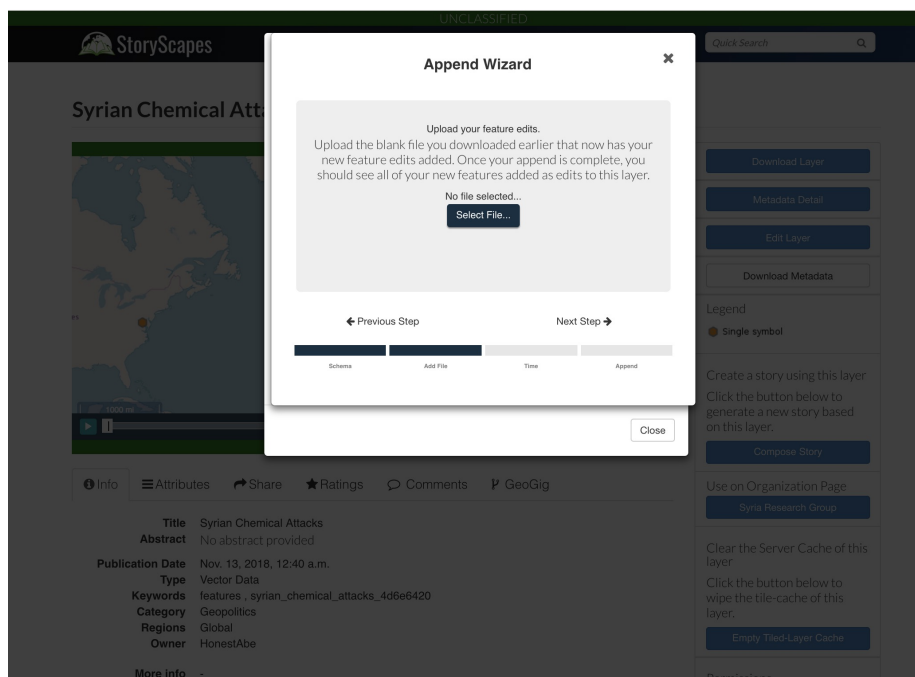 UNCLASSIFIED
StoryScapes
Quick Search
Syrian Chemical Atta
Append Wizard
Upload your feature edits.
Upload the blank file you downloaded earlier that now has your
new feature edits added. Once your append is complete, you
should see all of your new features added as edits to this layer.
No file selected...
Select File...
Previous Step
Next Step
Schema
Add File
Time
Append
Close
1000 mi
Download Layer
Metadata Detail
Edit Layer
Download Metadata
Legend
Single symbol
Create a story using this layer
Click the button below to
generate a new story based
on this layer.
Compose Story
Use on Organization Page
Syria Research Group
Clear the Server Cache of this
layer
Click the button below to
wipe the tile-cache of this
layer.
Empty Tiled-Layer Cache
Permissions
Info
Attributes
Share
Ratings
Comments
GeoGig
Title Syrian Chemical Attacks
Abstract No abstract provided
Publication Date Nov. 13, 2018, 12:40 a.m.
Type Vector Data
Keywords features , syrian_chemical_attacks_4d6e6420
Category Geopolitics
Regions Global
Owner HonestAbe
More info -